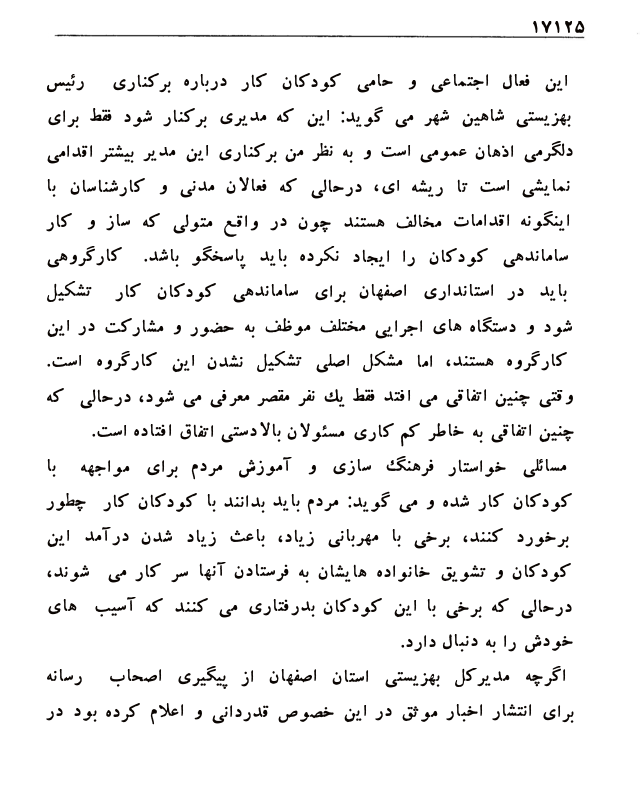 ۱۷۱۲۵
این فعال اجتماعی و حامی کودکان کار درباره برکناری رئیس
بهزیستی شاهین شهر می گوید: این که مدیری برکنار شود فقط برای
دلگرمی اذهان عمومی است و به نظر من برکناری این مدیر بیشتر اقدامی
نمایشی است تا ریشه ای، درحالی که فعالان مدنی و کارشناسان با
اینگونه اقدامات مخالف هستند چون در واقع متولی که ساز و کار
ساماندهی کودکان را ایجاد نکرده باید پاسخگو باشد. کارگروهی
باید در استانداری اصفهان برای ساماندهی کودکان کار تشکیل
شود و دستگاه های اجرایی مختلف موظف به حضور و مشارکت در این
کارگروه هستند، اما مشکل اصلی تشکیل نشدن این کارگروه است.
وقتی چنین اتفاقی می افتد فقط یك نفر مقصر معرفی می شود، درحالی که
چنین اتفاقی به خاطر کم کاری مسئولان بالادستی اتفاق افتاده است.
مسائلی خواستار فرهنگ سازی و آموزش مردم برای مواجهه با
کودکان کار شده و می گوید: مردم باید بدانند با کودکان کار چطور
برخورد کنند، برخی با مهربانی زیاد، باعث زیاد شدن درآمد این
کودکان و تشویق خانواده هایشان به فرستادن آنها سر کار می شوند،
درحالی که برخی با این کودکان بدرفتاری می کنند که آسیب های
خودش را به دنبال دارد.
اگرچه مدیرکل بهزیستی استان اصفهان از پیگیری اصحاب رسانه
برای انتشار اخبار موثق در این خصوص قدردانی و اعلام کرده بود در